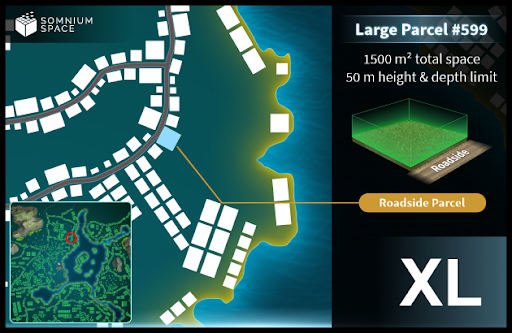 SOMNIUM
SPACE
Large Parcel #599
1500 m² total space
50 m height & depth limit
Roadside
Roadside Parcel
XL